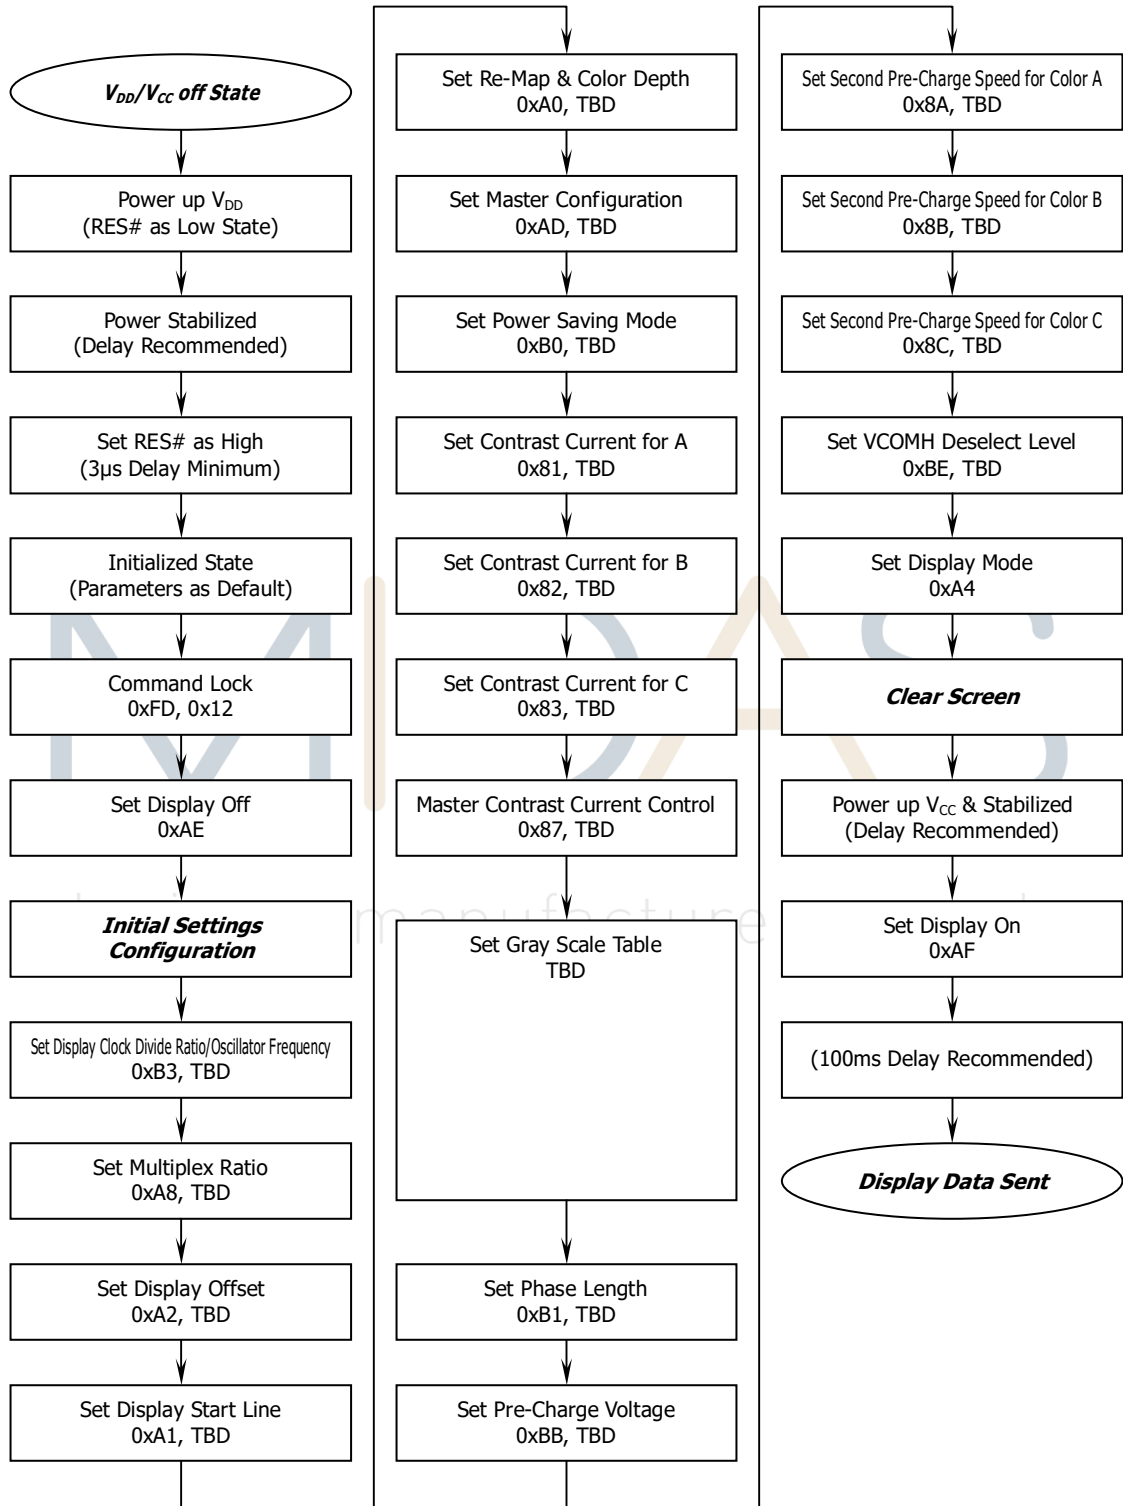 V_DD/V_CC off State
Power up V_DD
(RES# as Low State)
Power Stabilized
(Delay Recommended)
Set RES# as High
(3µs Delay Minimum)
Initialized State
(Parameters as Default)
Command Lock
0xFD, 0x12
Set Display Off
0xAE
Initial Settings
Configuration
Set Display Clock Divide Ratio/Oscillator Frequency
0xB3, TBD
Set Multiplex Ratio
0xA8, TBD
Set Display Offset
0xA2, TBD
Set Display Start Line
0xA1, TBD
Set Re-Map & Color Depth
0xA0, TBD
Set Master Configuration
0xAD, TBD
Set Power Saving Mode
0xB0, TBD
Set Contrast Current for A
0x81, TBD
Set Contrast Current for B
0x82, TBD
Set Contrast Current for C
0x83, TBD
Master Contrast Current Control
0x87, TBD
Set Gray Scale Table
TBD
Set Phase Length
0xB1, TBD
Set Pre-Charge Voltage
0xBB, TBD
Set Second Pre-Charge Speed for Color A
0x8A, TBD
Set Second Pre-Charge Speed for Color B
0x8B, TBD
Set Second Pre-Charge Speed for Color C
0x8C, TBD
Set VCOMH Deselect Level
0xBE, TBD
Set Display Mode
0xA4
Clear Screen
Power up V_CC & Stabilized
(Delay Recommended)
Set Display On
0xAF
(100ms Delay Recommended)
Display Data Sent
MIDAS
manufacture